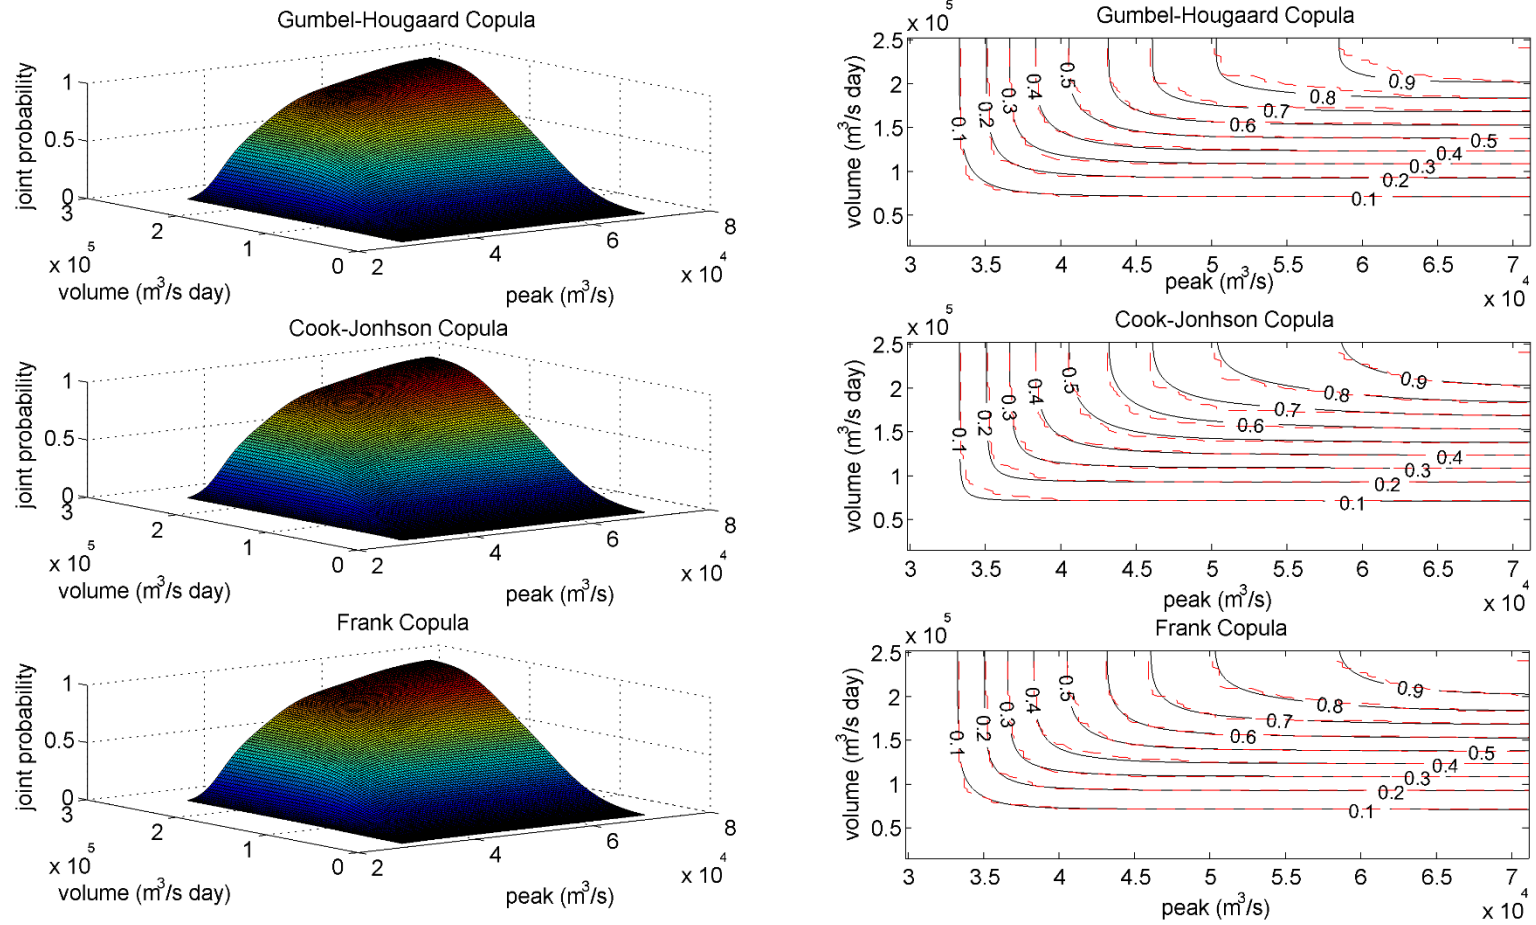 Gumbel-Hougaard Copula
joint probability
1
0.5
0
3
2
1
0
x 10^5
volume (m^3/s day)
2
4
6
8
x 10^4
peak (m^3/s)
Gumbel-Hougaard Copula
x 10^5
volume (m^3/s day)
2.5
2
1.5
1
0.5
0.1
0.2
0.3
0.4
0.5
0.9
0.8
0.7
0.6
0.5
0.4
0.3
0.2
0.1
3 3.5 4 4.5 5 5.5 6 6.5 7
peak (m^3/s)
x 10^4
Cook-Jonhson Copula
joint probability
1
0.5
0
3
2
1
0
x 10^5
volume (m^3/s day)
2
4
6
8
x 10^4
peak (m^3/s)
Cook-Jonhson Copula
x 10^5
volume (m^3/s day)
2.5
2
1.5
1
0.5
0.1
0.2
0.3
0.4
0.5
0.9
0.8
0.7
0.6
0.4
0.3
0.2
0.1
3 3.5 4 4.5 5 5.5 6 6.5 7
peak (m^3/s)
x 10^4
Frank Copula
joint probability
1
0.5
0
3
2
1
0
x 10^5
volume (m^3/s day)
2
4
6
8
x 10^4
peak (m^3/s)
Frank Copula
x 10^5
volume (m^3/s day)
2.5
2
1.5
1
0.5
0.1
0.2
0.3
0.4
0.5
0.9
0.8
0.7
0.6
0.5
0.4
0.3
0.2
0.1
3 3.5 4 4.5 5 5.5 6 6.5 7
peak (m^3/s)
x 10^4